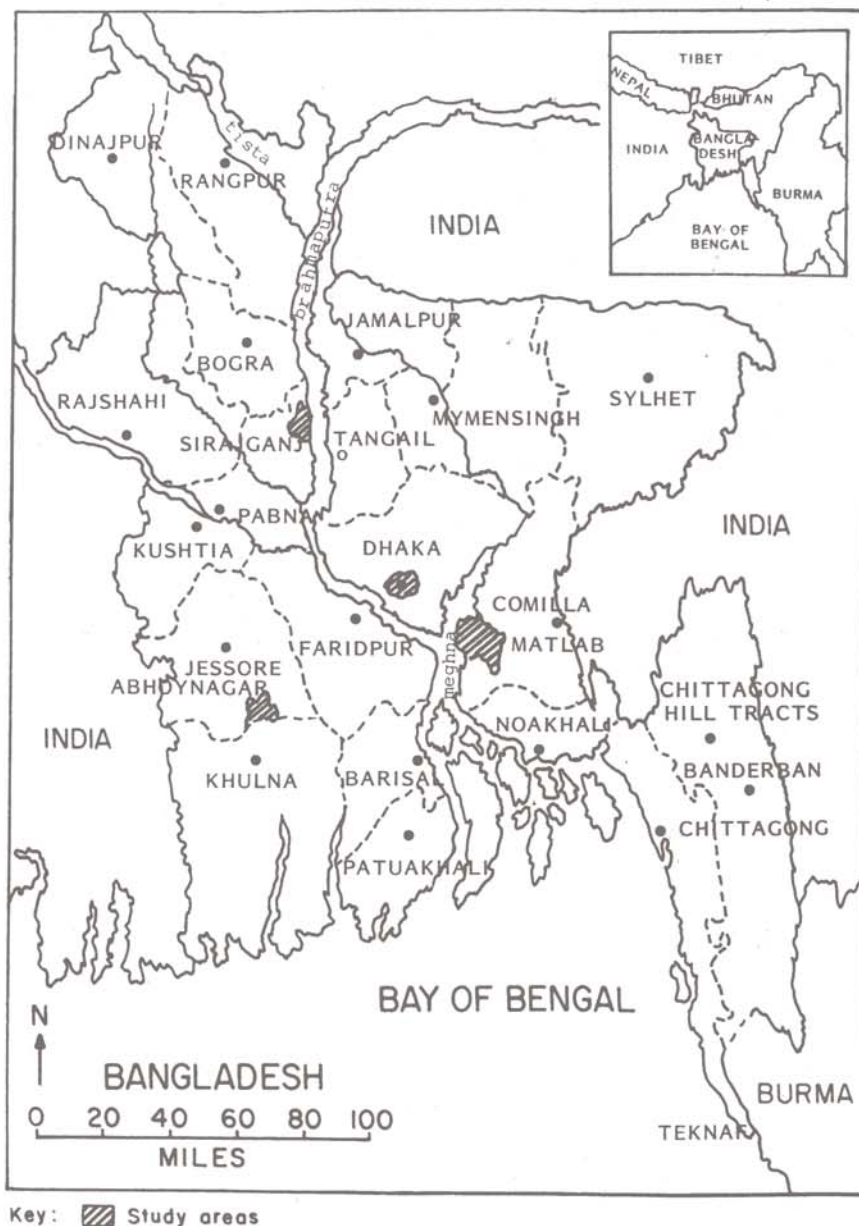 TIBET
NEPAL
BHUTAN
BANGLA
DESH
INDIA
BURMA
BAY OF
BENGAL
DINAJPUR
tista
RANGPUR
brahmaputra
INDIA
JAMALPUR
BOGRA
RAJSHAHI
MYMENSINGH
SYLHET
SIRAJGANJ
TANGAIL
PABNA
KUSHTIA
DHAKA
INDIA
COMILLA
MATLAB
meghna
FARIDPUR
JESSORE
ABHOYNAGAR
CHITTAGONG
HILL TRACTS
NOAKHALI
INDIA
KHULNA
BARISA
BANDERBAN
CHITTAGONG
PATUAKHALI
BAY OF BENGAL
N
BANGLADESH
0 20 40 60 80 100
MILES
BURMA
TEKNAF
Key: Study areas